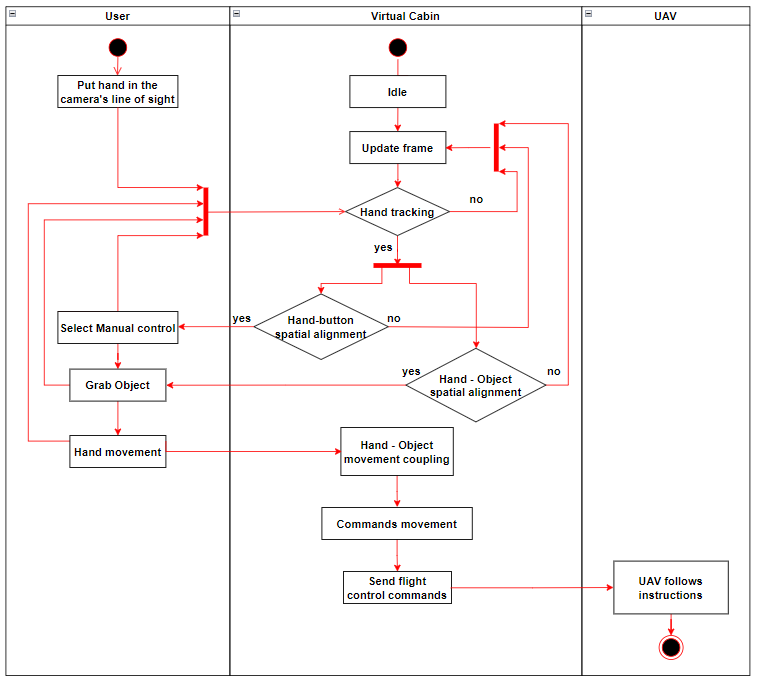 User
Virtual Cabin
UAV
Put hand in the
camera's line of sight
Idle
Update frame
Hand tracking
no
yes
Hand-button
spatial alignment
yes
no
Select Manual control
Hand - Object
spatial alignment
yes
no
Grab Object
Hand movement
Hand - Object
movement coupling
Commands movement
Send flight
control commands
UAV follows
instructions